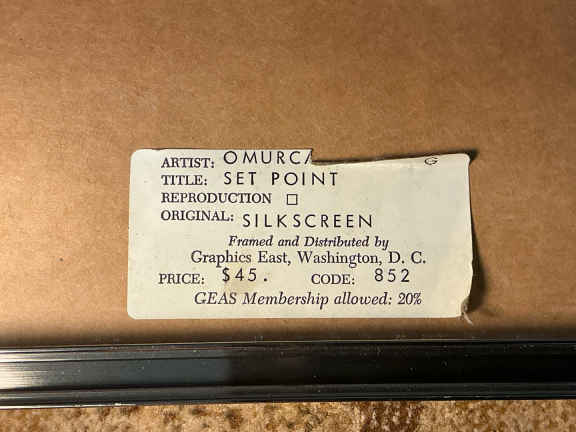 ARTIST: OMURCA G
TITLE: SET POINT
REPRODUCTION ☐
ORIGINAL: SILKSCREEN
Framed and Distributed by
Graphics East, Washington, D. C.
PRICE: $45. CODE: 852
GEAS Membership allowed: 20%